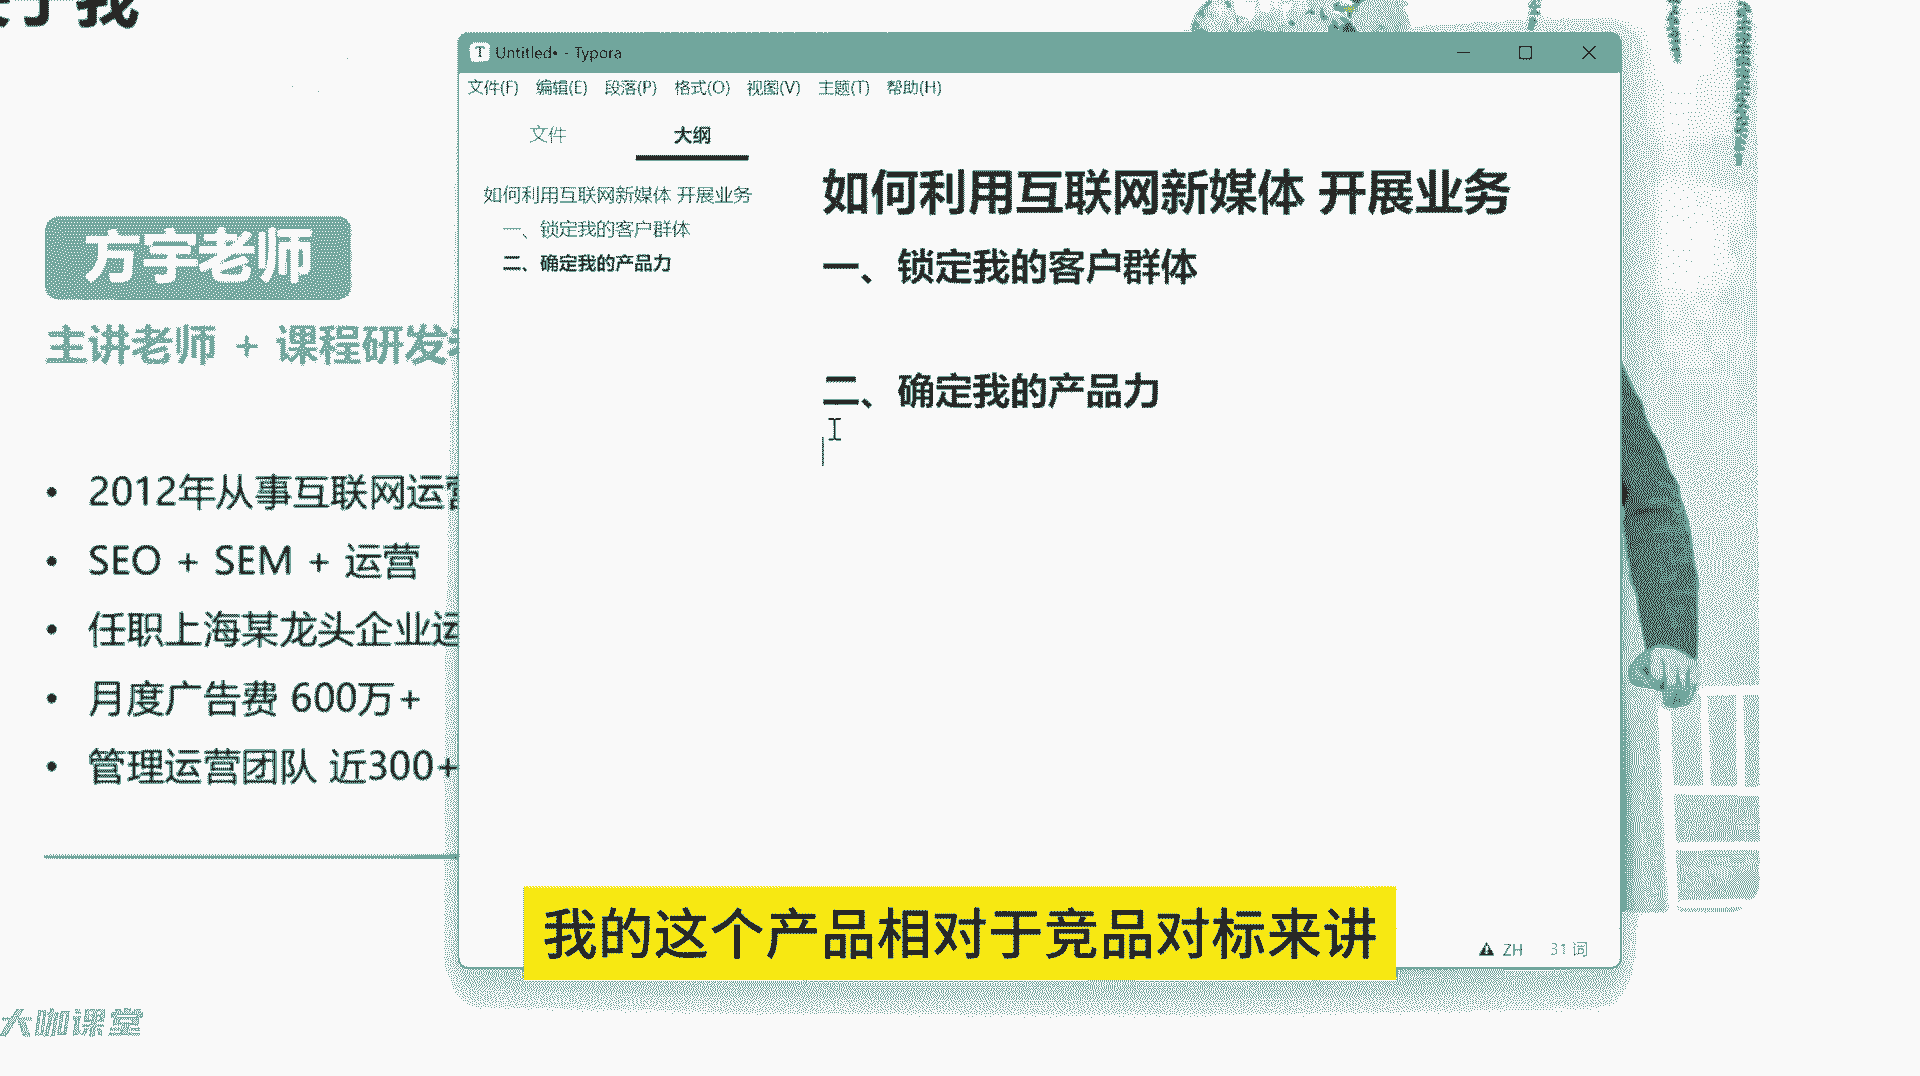 于我
方宇老师
主讲老师 + 课程研发
2012年从事互联网运营
SEO + SEM + 运营
任职上海某龙头企业运
月度广告费 600万+
管理运营团队 近300+
大咖课堂
Untitled• - Typora
文件(F) 编辑(E) 段落(P) 格式(O) 视图(V) 主题(T) 帮助(H)
文件 大纲
如何利用互联网新媒体 开展业务
一、锁定我的客户群体
二、确定我的产品力
如何利用互联网新媒体 开展业务
一、锁定我的客户群体
二、确定我的产品力
ZH 31 词
我的这个产品相对于竞品对标来讲